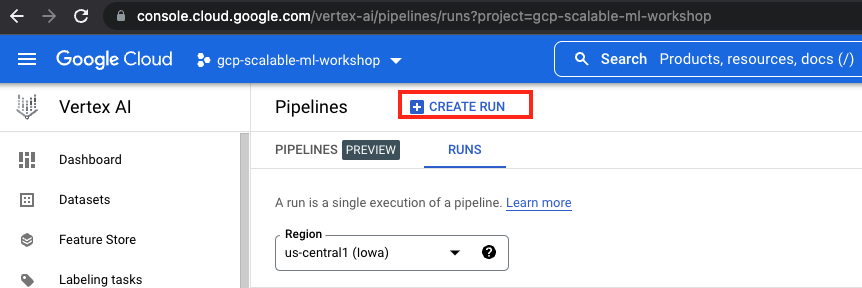 console.cloud.google.com/vertex-ai/pipelines/runs?project=gcp-scalable-ml-workshop
Google Cloud gcp-scalable-ml-workshop Search Products, resources, docs (/)
Vertex AI Pipelines CREATE RUN
Dashboard PIPELINES PREVIEW RUNS
Datasets A run is a single execution of a pipeline. Learn more
Feature Store Region
us-central1 (Iowa) ?
Labeling tasks